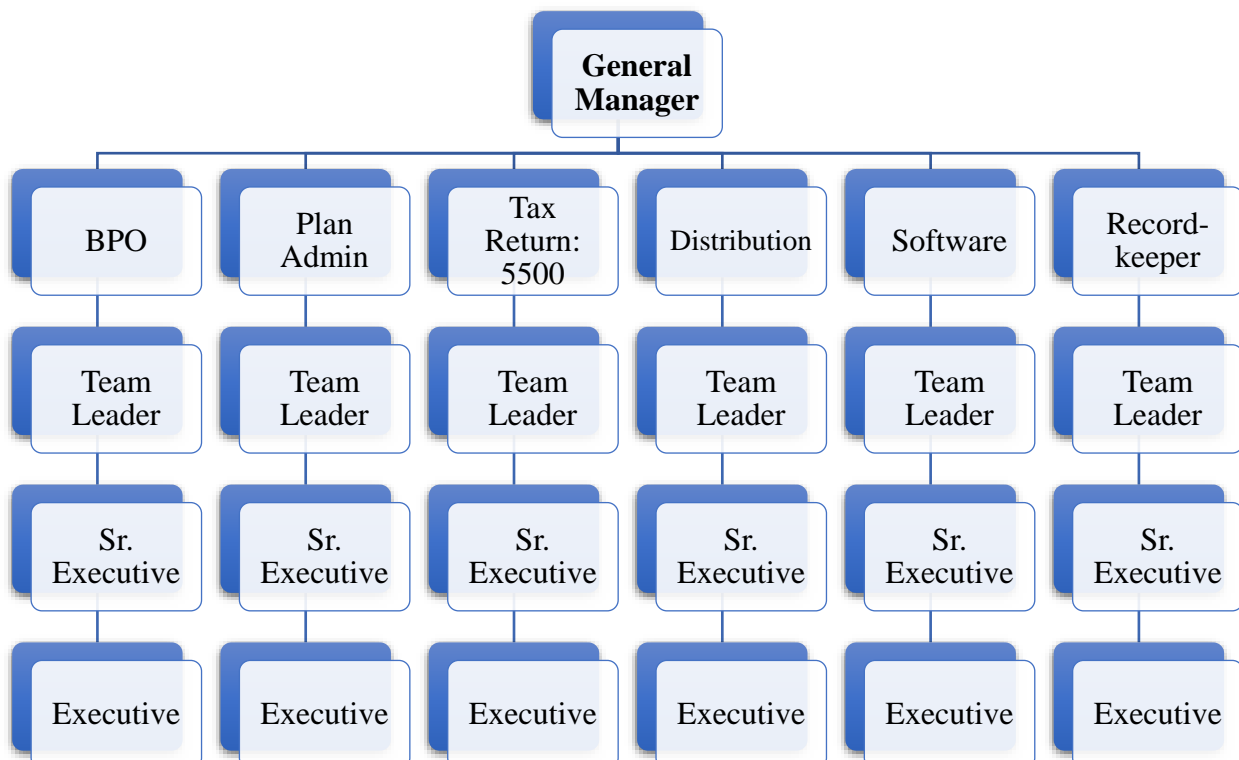 General
Manager
BPO
Plan
Admin
Tax
Return:
5500
Distribution
Software
Record-
keeper
Team
Leader
Team
Leader
Team
Leader
Team
Leader
Team
Leader
Team
Leader
Sr.
Executive
Sr.
Executive
Sr.
Executive
Sr.
Executive
Sr.
Executive
Sr.
Executive
Executive
Executive
Executive
Executive
Executive
Executive